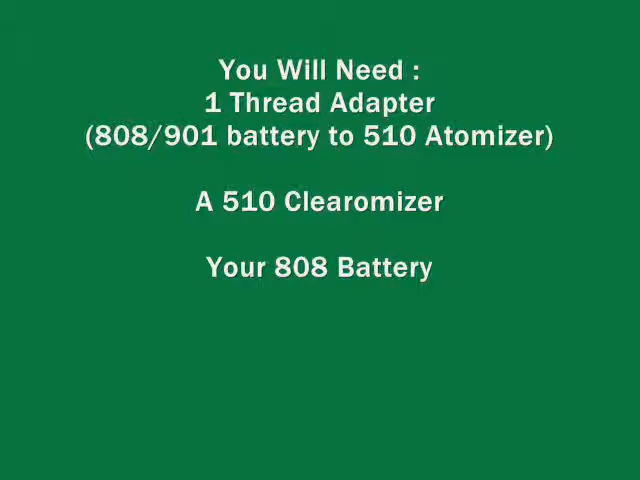 You Will Need :
1 Thread Adapter
(808/901 battery to 510 Atomizer)
A 510 Clearomizer
Your 808 Battery